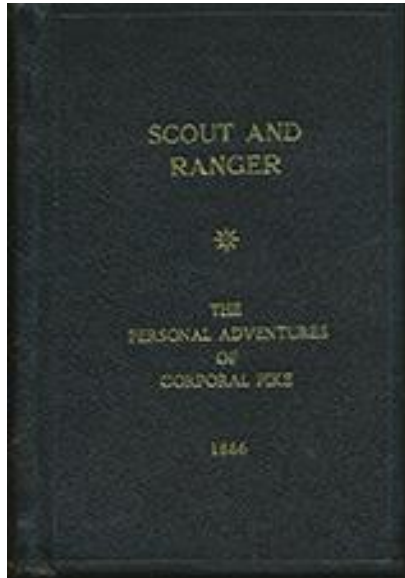 SCOUT AND
RANGER
THE
PERSONAL ADVENTURES
OF
CORPORAL PIKE
1866